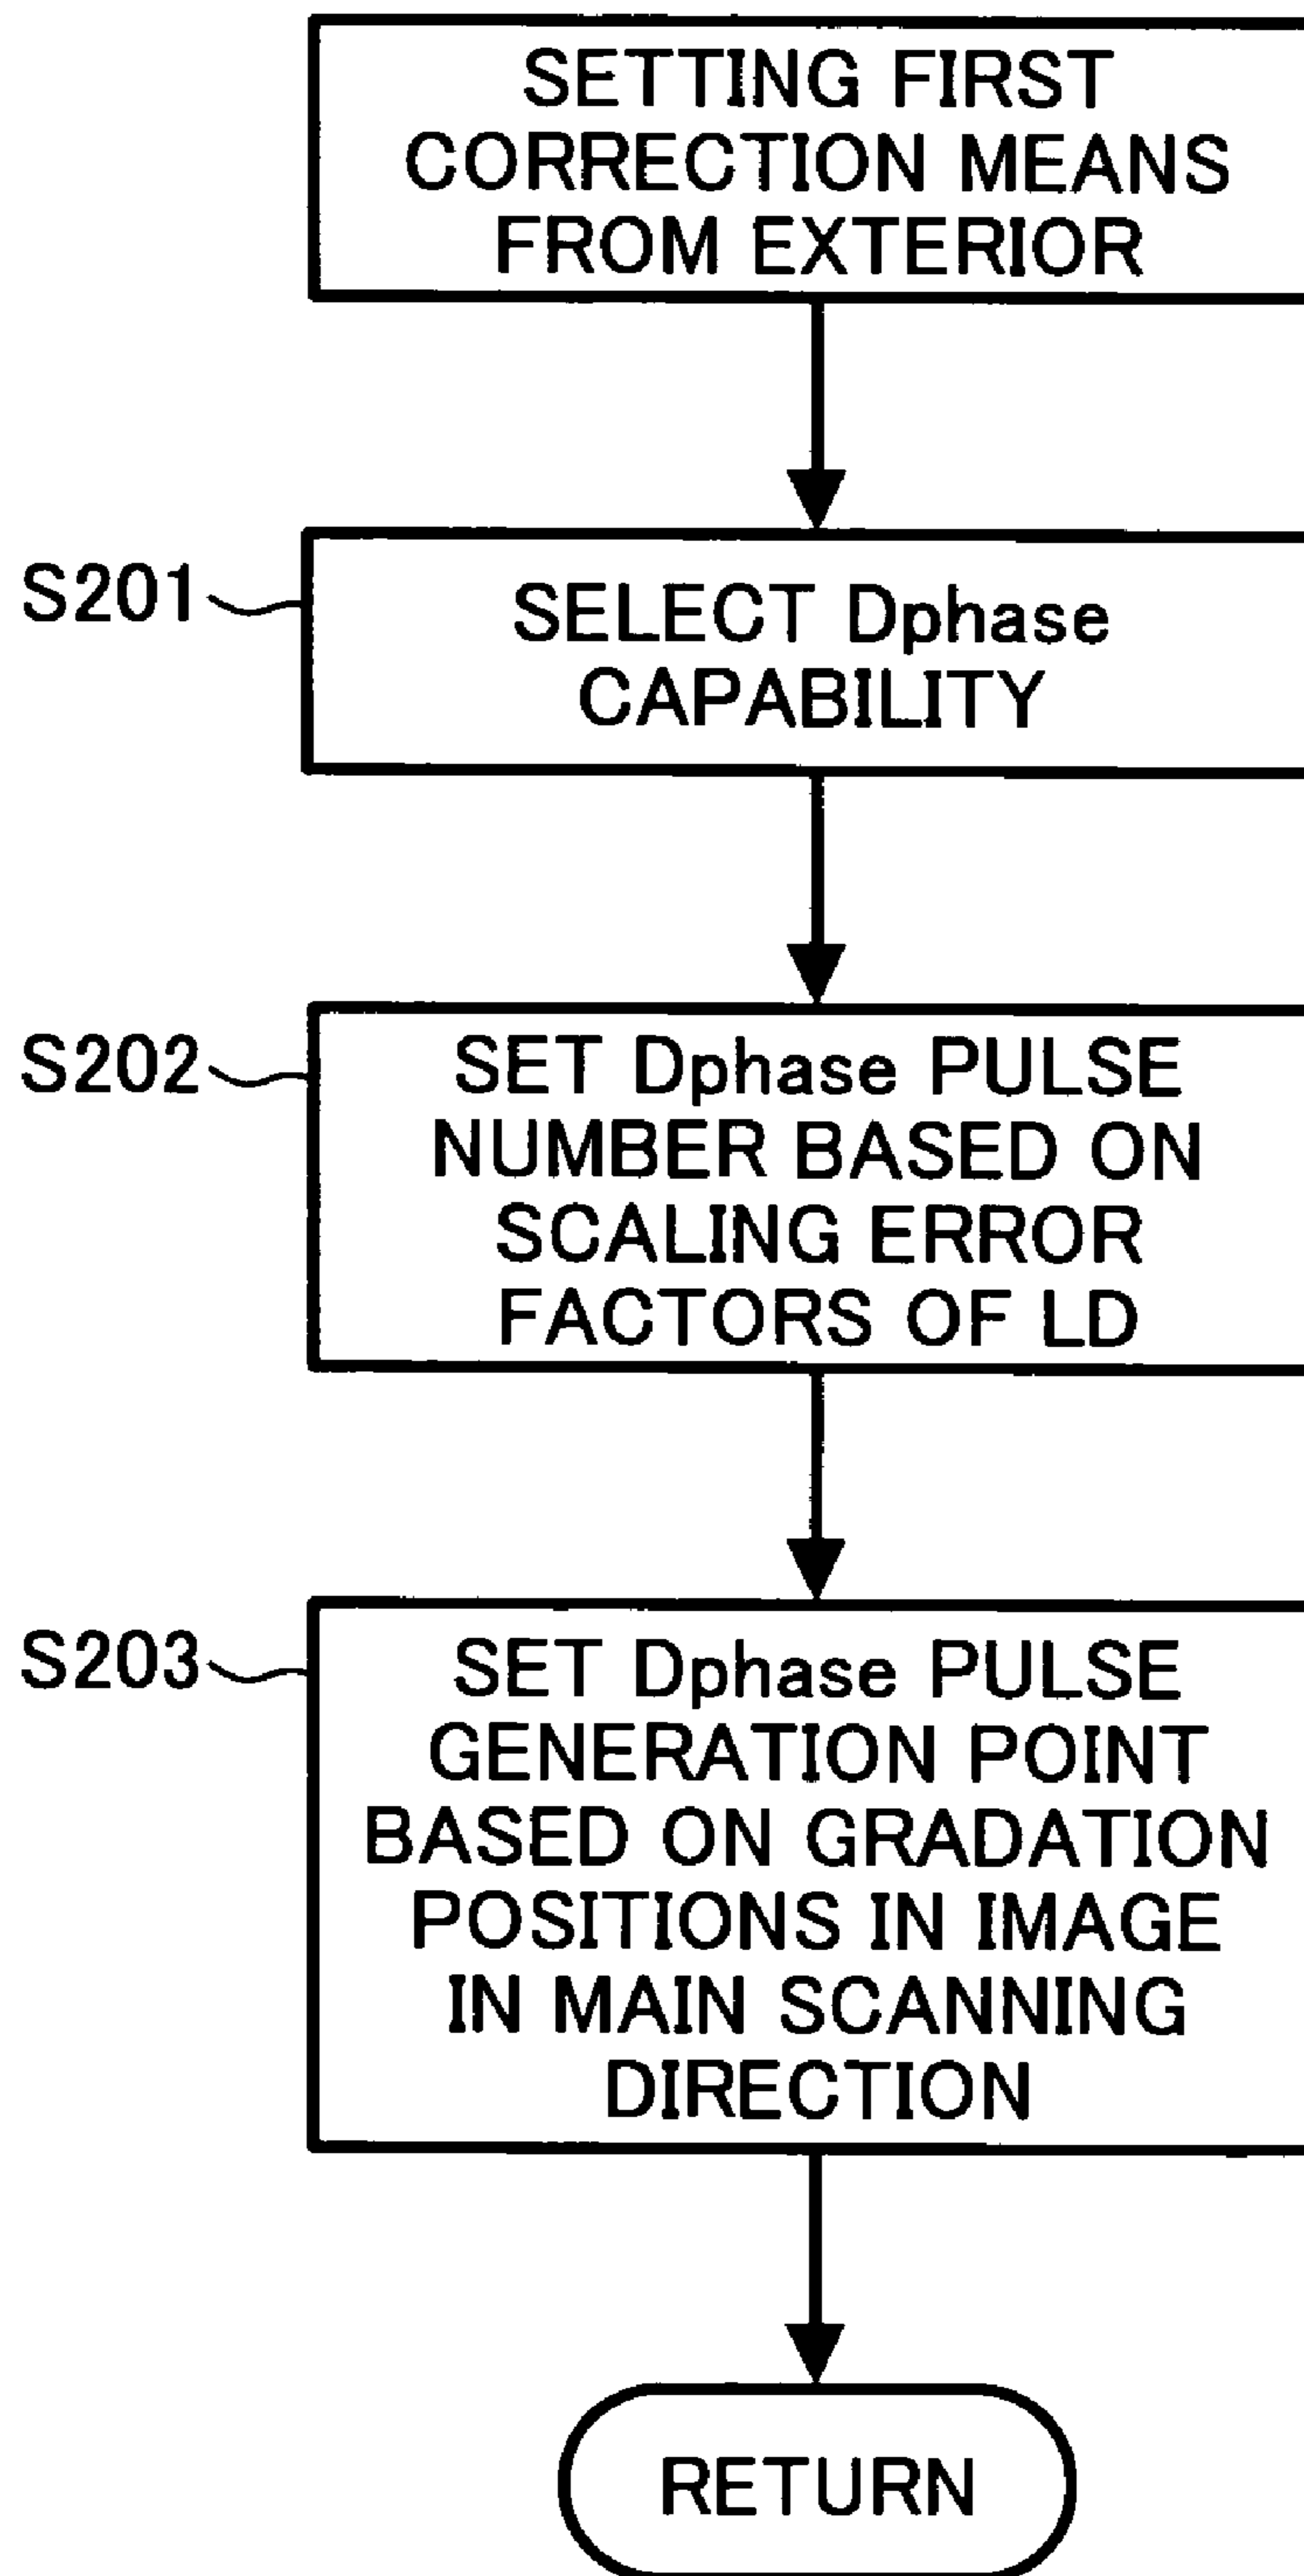 SETTING FIRST
CORRECTION MEANS
FROM EXTERIOR
S201
SELECT Dphase
CAPABILITY
S202
SET Dphase PULSE
NUMBER BASED ON
SCALING ERROR
FACTORS OF LD
S203
SET Dphase PULSE
GENERATION POINT
BASED ON GRADATION
POSITIONS IN IMAGE
IN MAIN SCANNING
DIRECTION
RETURN